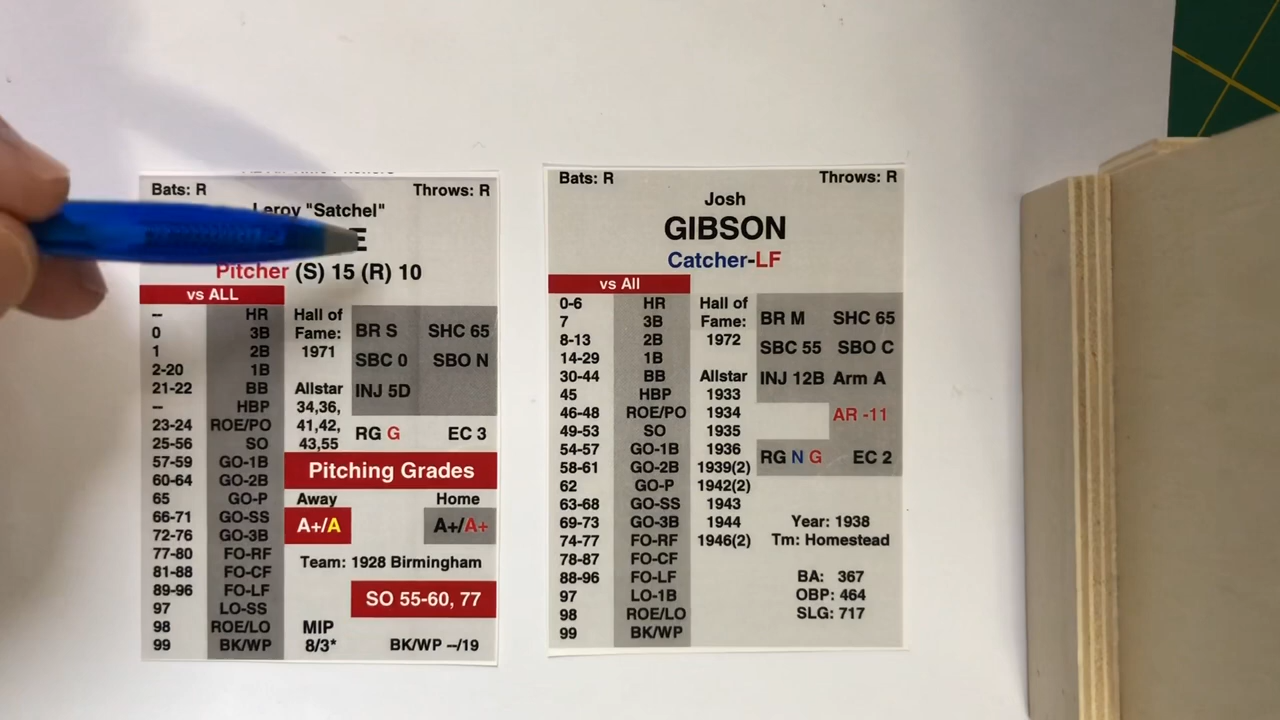 Bats: R Throws: R
Leroy "Satchel"
E
Pitcher (S) 15 (R) 10
vs ALL
-- HR
0 3B
1 2B
2-20 1B
21-22 BB
-- HBP
23-24 ROE/PO
25-56 SO
57-59 GO-1B
60-64 GO-2B
65 GO-P
66-71 GO-SS
72-76 GO-3B
77-80 FO-RF
81-88 FO-CF
89-96 FO-LF
97 LO-SS
98 ROE/LO
99 BK/WP
Hall of
Fame:
1971
Allstar
34,36,
41,42,
43,55
BR S SHC 65
SBC 0 SBO N
INJ 5D
RG G EC 3
Pitching Grades
Away Home
A+/A A+/A+
Team: 1928 Birmingham
SO 55-60, 77
MIP
8/3* BK/WP --/19
Bats: R Throws: R
Josh
GIBSON
Catcher-LF
vs All
0-6 HR
7 3B
8-13 2B
14-29 1B
30-44 BB
45 HBP
46-48 ROE/PO
49-53 SO
54-57 GO-1B
58-61 GO-2B
62 GO-P
63-68 GO-SS
69-73 GO-3B
74-77 FO-RF
78-87 FO-CF
88-96 FO-LF
97 LO-1B
98 ROE/LO
99 BK/WP
Hall of
Fame:
1972
Allstar
1933
1934
1935
1936
1939(2)
1942(2)
1943
1944
1946(2)
BR M SHC 65
SBC 55 SBO C
INJ 12B Arm A
AR -11
RG N G EC 2
Year: 1938
Tm: Homestead
BA: 367
OBP: 464
SLG: 717